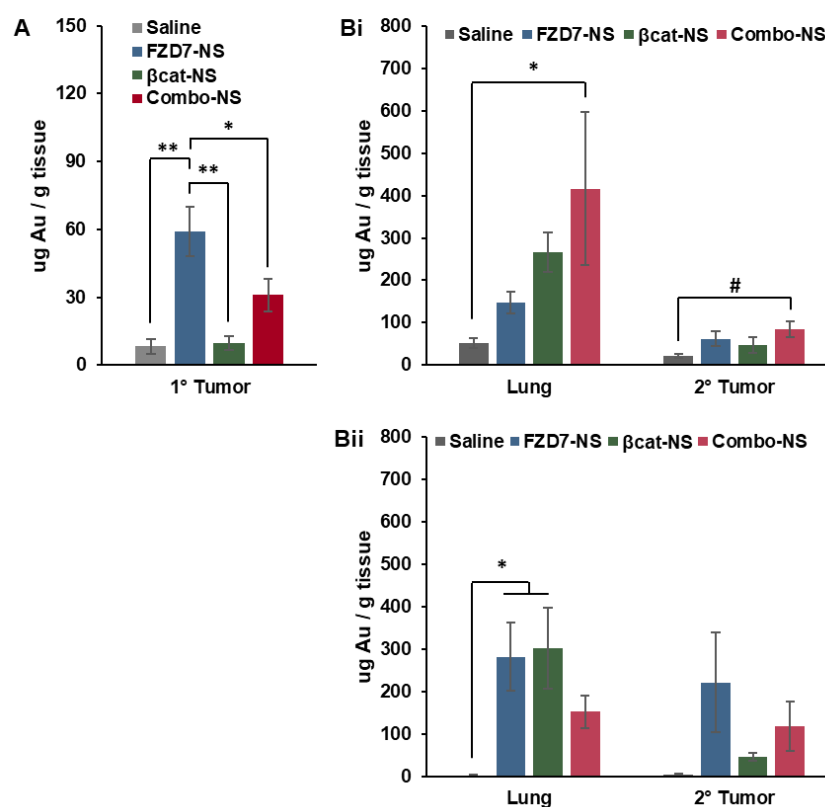 A
Saline
FZD7-NS
βcat-NS
Combo-NS
150
120
90
60
30
0
ug Au / g tissue
** ** *
1° Tumor
Bi
Saline FZD7-NS βcat-NS Combo-NS
800
700
600
500
400
300
200
100
0
ug Au / g tissue
*
#
Lung 2° Tumor
Bii
Saline FZD7-NS βcat-NS Combo-NS
800
700
600
500
400
300
200
100
0
ug Au / g tissue
*
Lung 2° Tumor